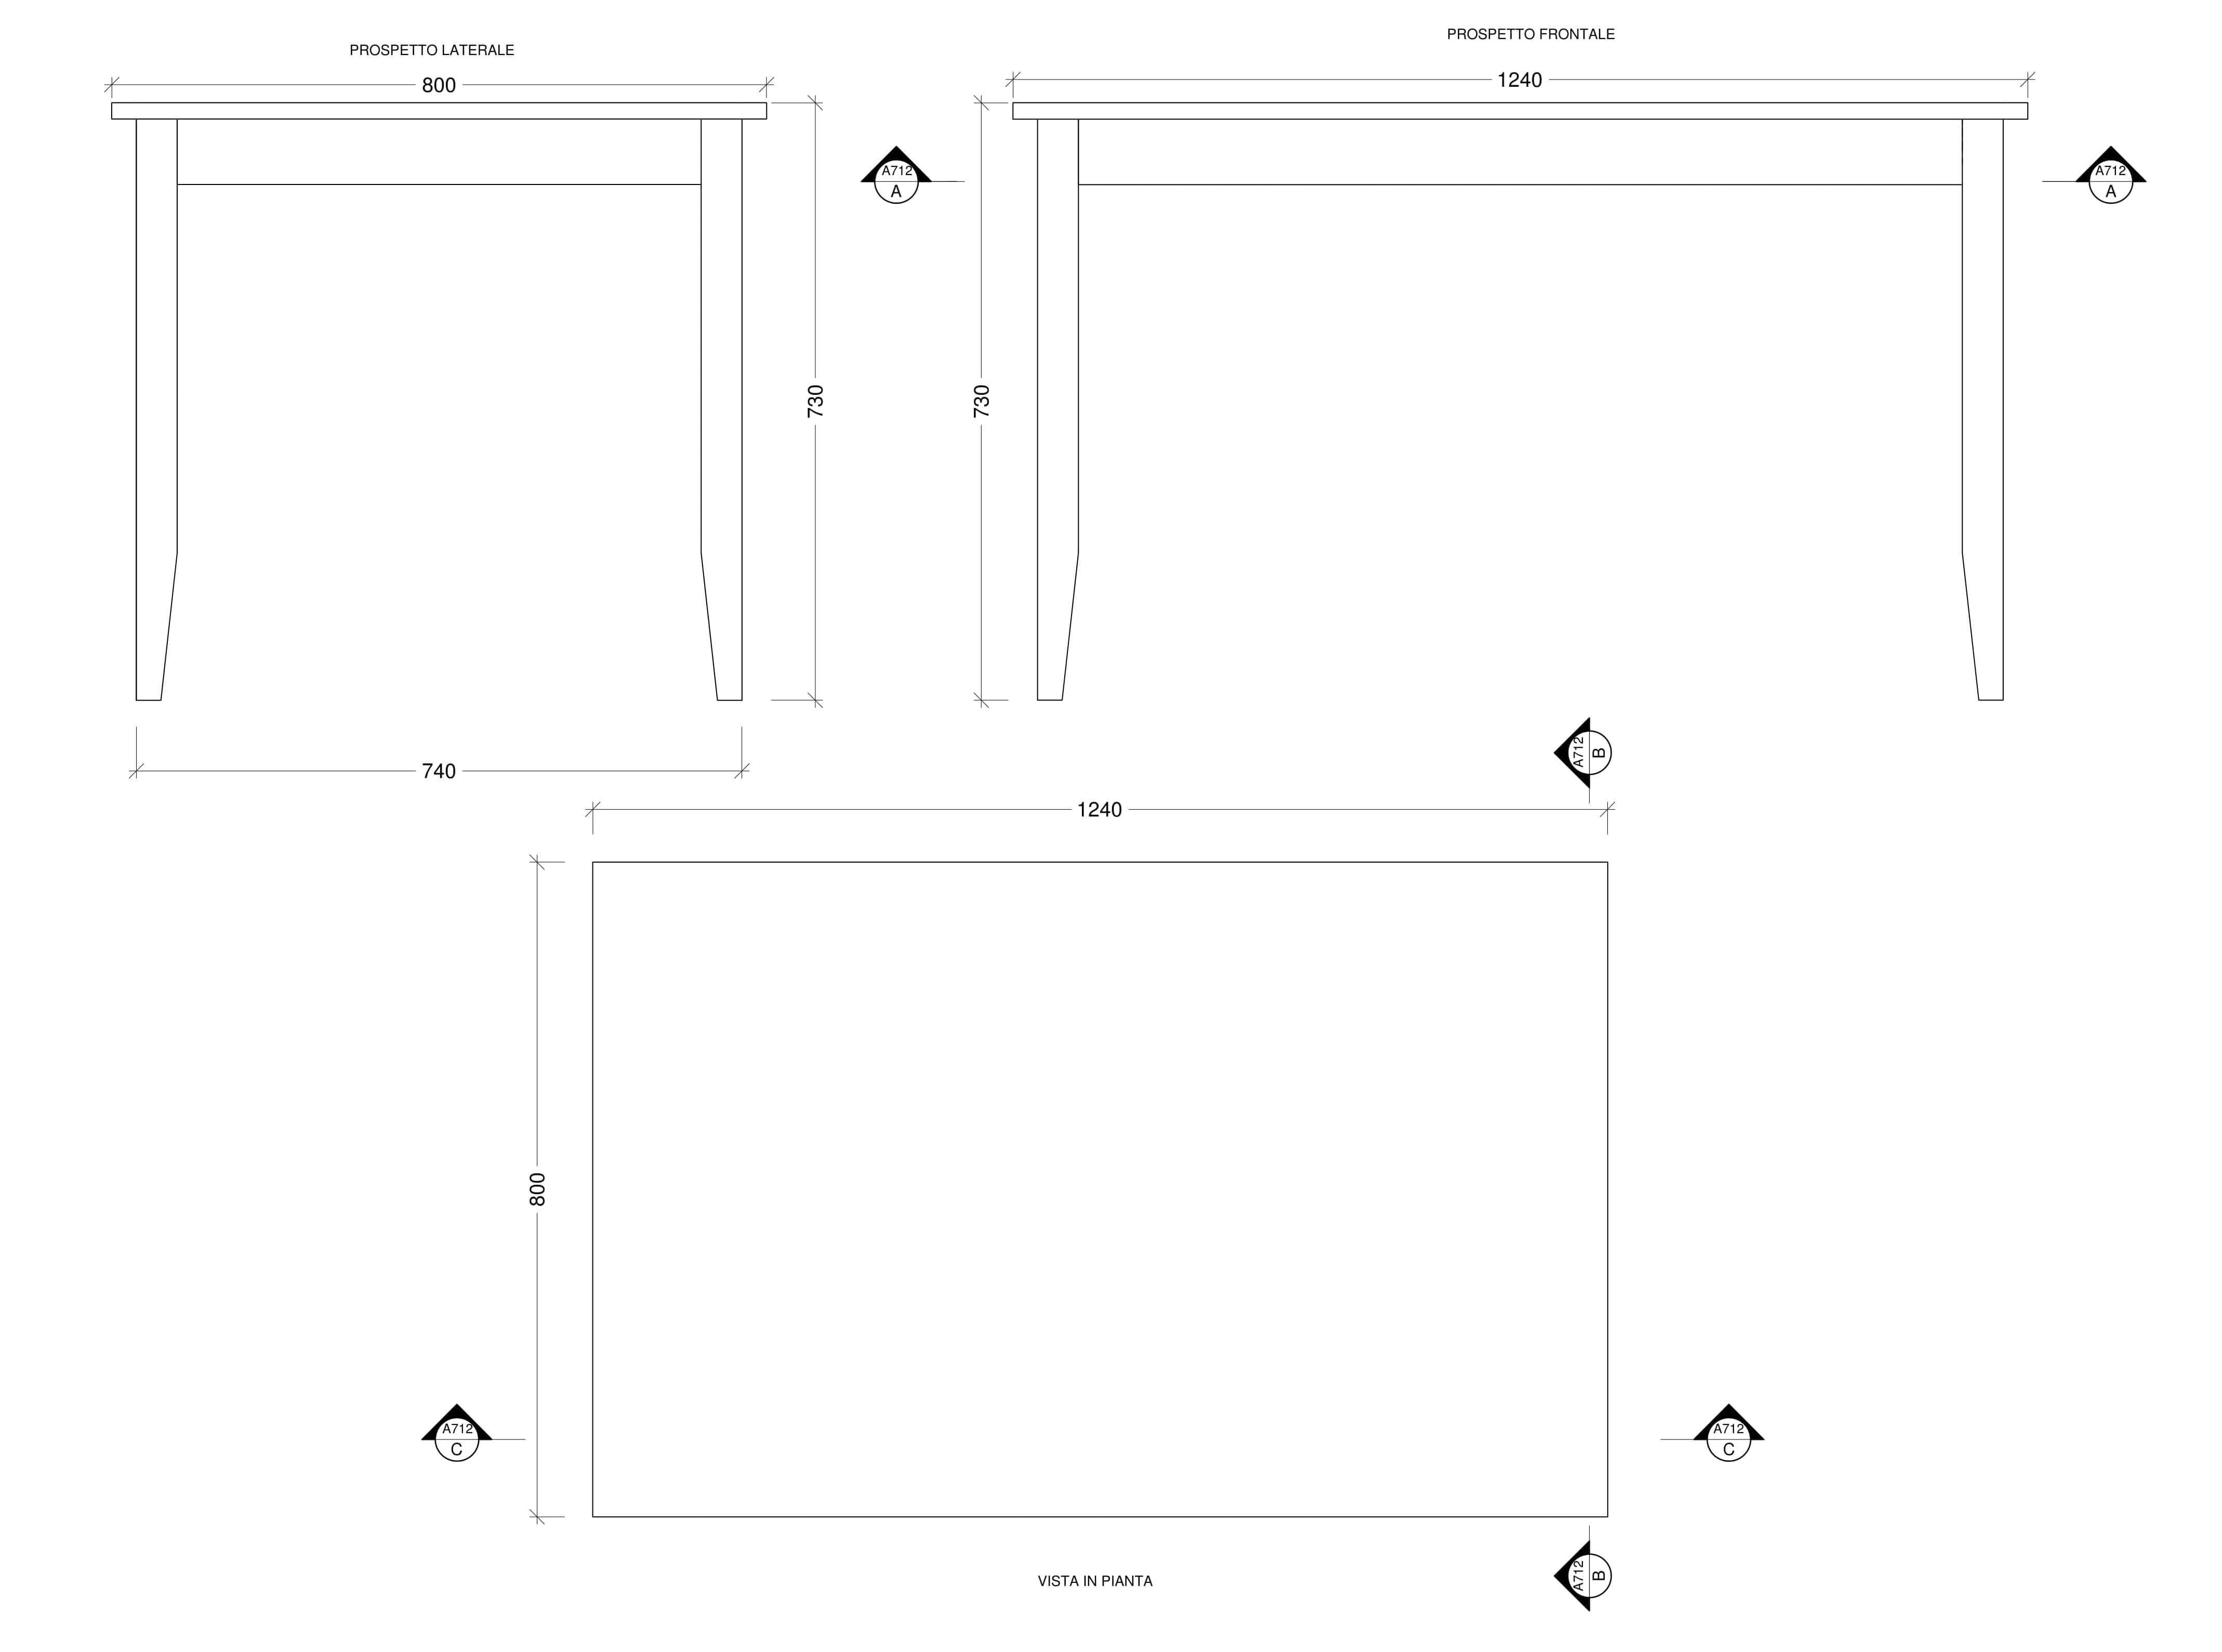 PROSPETTO LATERALE
800
730
740
PROSPETTO FRONTALE
1240
730
A712
A
A712
A
A712
B
1240
800
A712
C
A712
C
A712
B
VISTA IN PIANTA